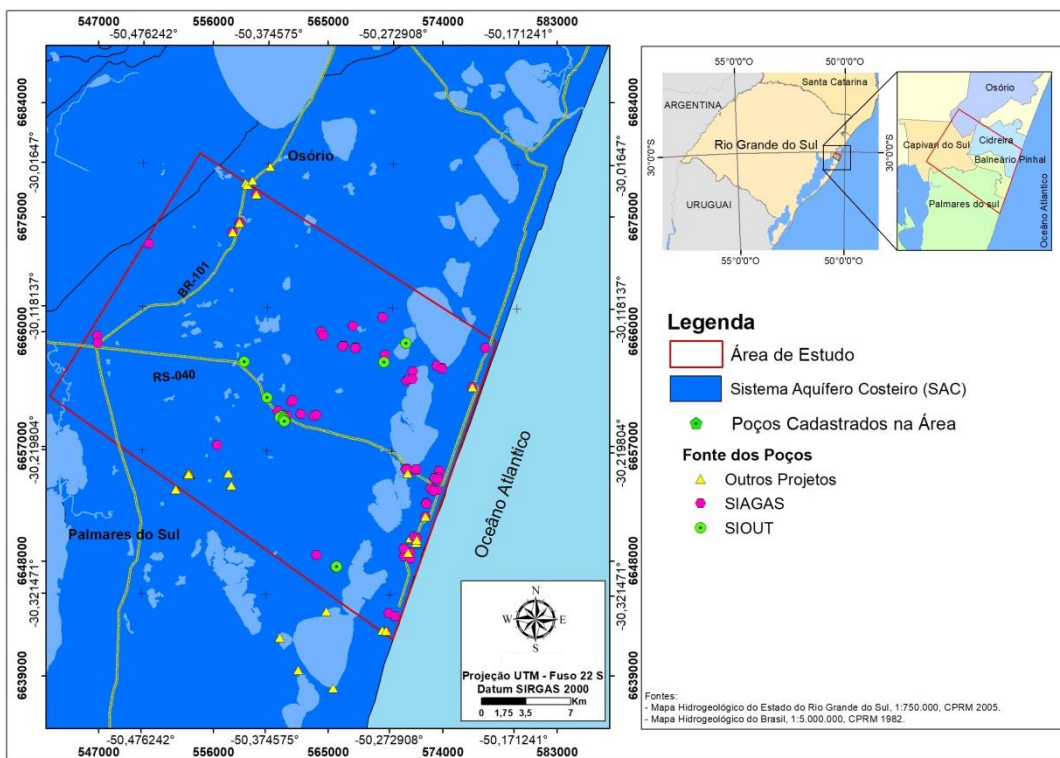 547000 556000 565000 574000 583000
-50,476242° -50,374575° -50,272908° -50,171241°
6684000
-30,01647°
6675000
-30,118137°
6666000
-30,219804°
6657000
6648000
-30,321471°
6639000
Osório
BR-101
RS-040
Palmares do Sul
Oceâno Atlantico
N
W E
S
Projeção UTM - Fuso 22 S
Datum SIRGAS 2000
Km
0 1,75 3,5 7
6684000
-30,01647°
6675000
-30,118137°
6666000
-30,219804°
6657000
6648000
-30,321471°
6639000
-50,476242° -50,374575° -50,272908° -50,171241°
547000 556000 565000 574000 583000
55°0'0"O 50°0'0"O
Santa Catarina
ARGENTINA
Rio Grande do Sul
30°0'0"S
30°0'0"S
URUGUAI
55°0'0"O 50°0'0"O
Osório
Cidreira
Capivari do Sul
Balneário Pinhal
Palmares do sul
Oceâno Atlantico
Legenda
Área de Estudo
Sistema Aquífero Costeiro (SAC)
Poços Cadastrados na Área
Fonte dos Poços
Outros Projetos
SIAGAS
SIOUT
Fontes:
- Mapa Hidrogeológico do Estado do Rio Grande do Sul, 1:750.000, CPRM 2005.
- Mapa Hidrogeológico do Brasil, 1:5.000.000, CPRM 1982.